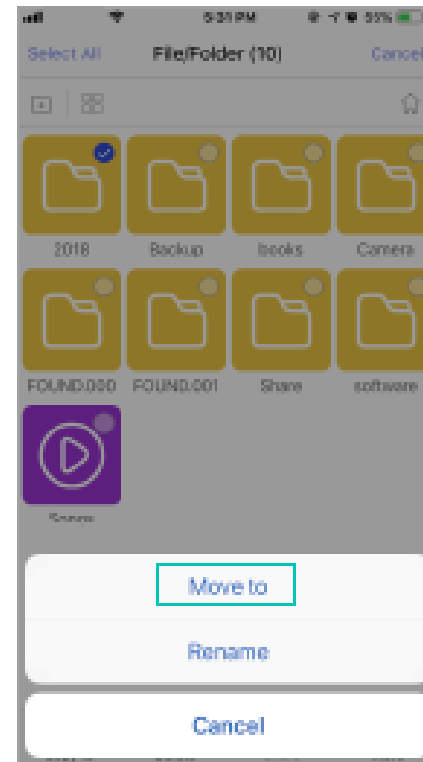 5:31 PM 55%
Select All File/Folder (10) Cancel
2018 Backup books Camera
FOUND.000 FOUND.001 Share software
Move to
Rename
Cancel